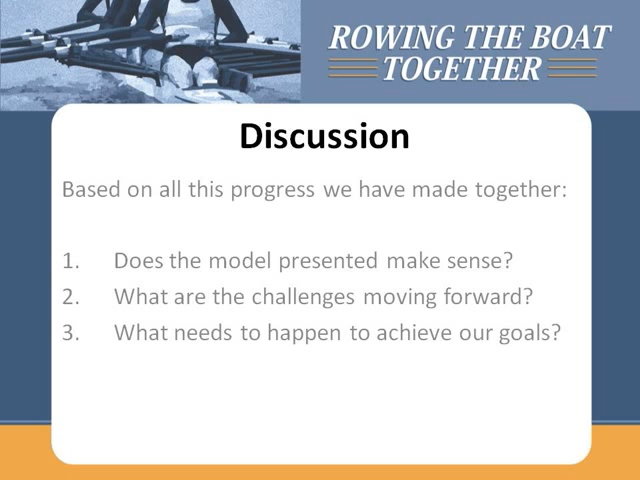 ROWING THE BOAT
TOGETHER
Discussion
Based on all this progress we have made together:
1. Does the model presented make sense?
2. What are the challenges moving forward?
3. What needs to happen to achieve our goals?